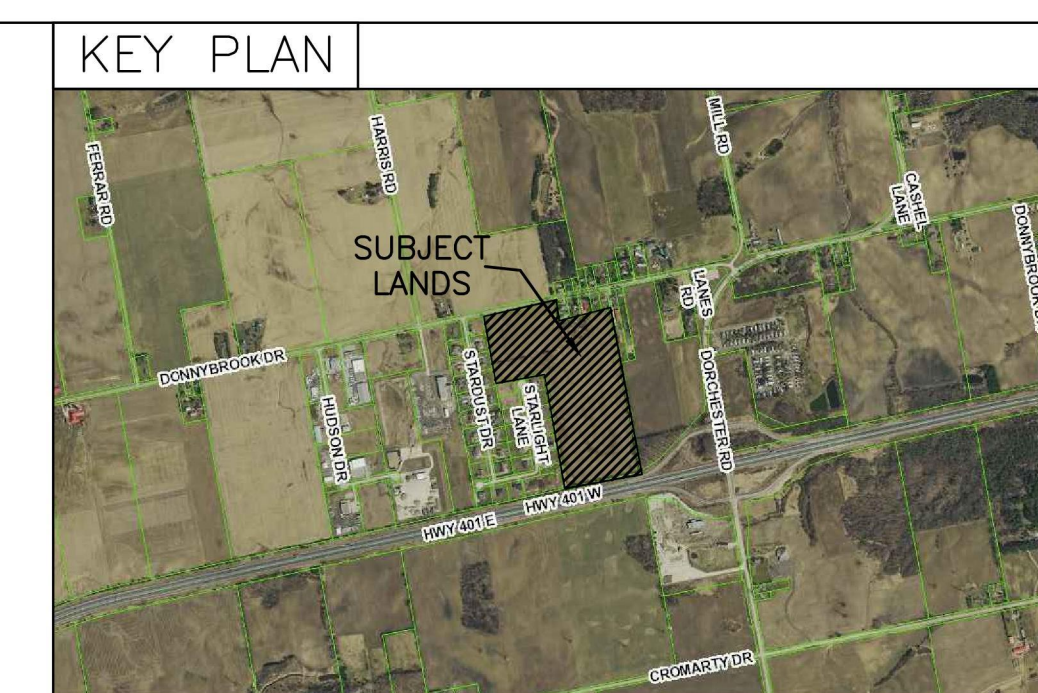 KEY PLAN
FERRAR RD
HARRIS RD
MILL RD
CASHEL
LANE
DONNYBROOK D
SUBJECT
LANDS
LANES
RD
DONNYBROOK DR
HUDSON DR
STARDUST DR
STARLIGHT
LANE
DORCHESTER RD
HWY 401 E
HWY 401 W
CROMARTY DR